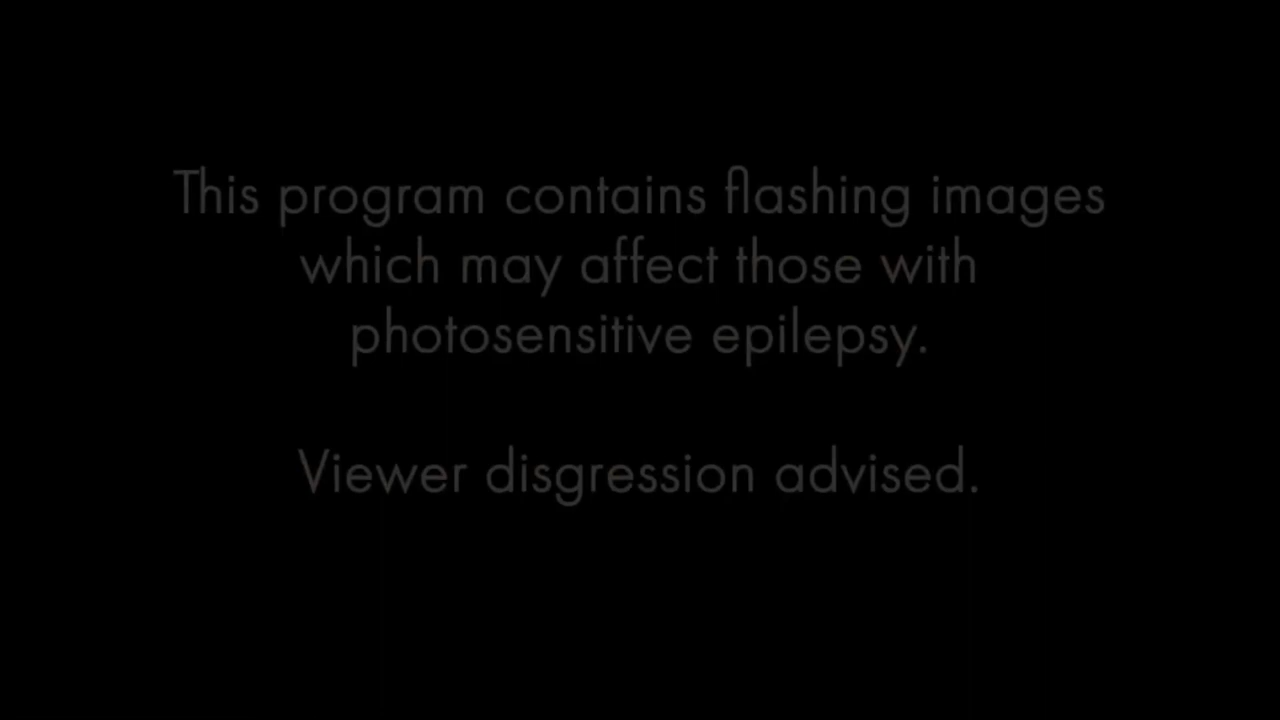 This program contains flashing images
which may affect those with
photosensitive epilepsy.
Viewer disgression advised.